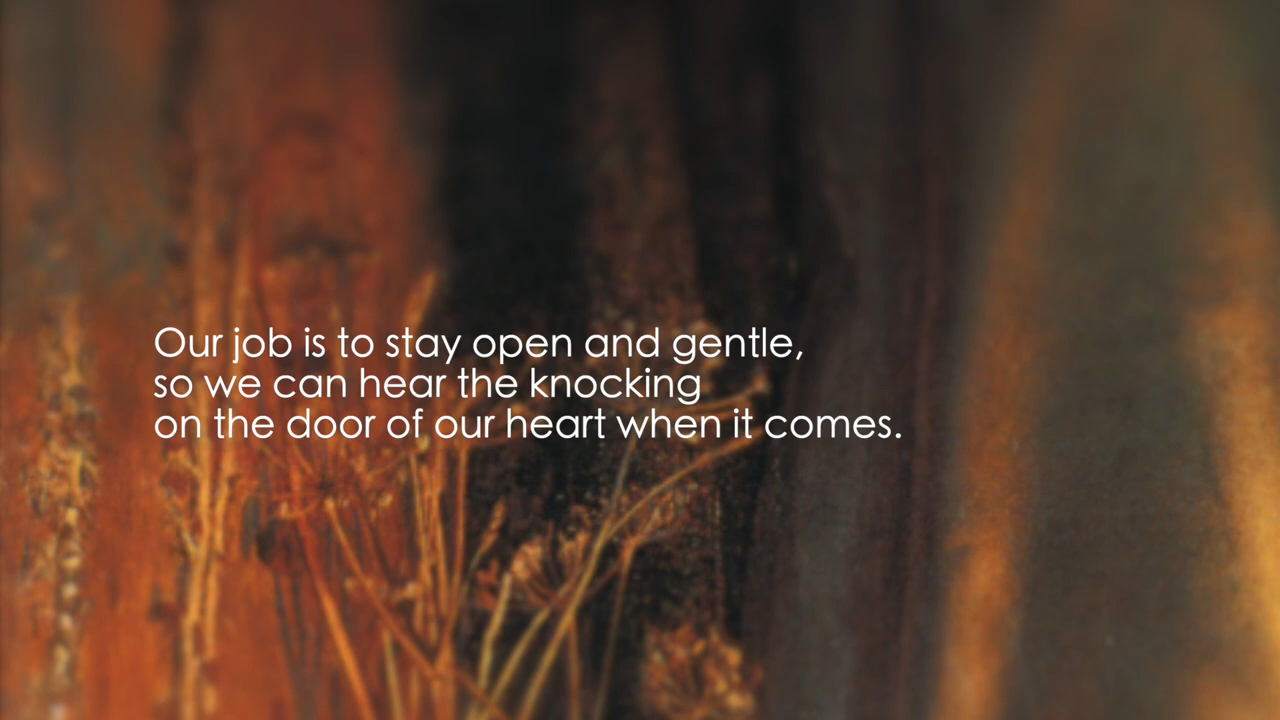 Our job is to stay open and gentle,
so we can hear the knocking
on the door of our heart when it comes.